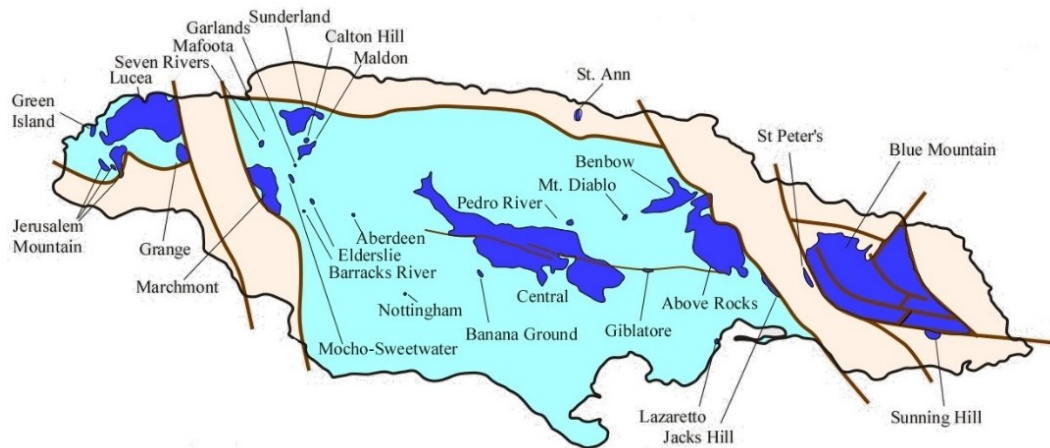 Sunderland
Garlands
Calton Hill
Mafoota
Maldon
Seven Rivers
Lucea
St. Ann
Green
Island
St Peter's
Blue Mountain
Benbow
Mt. Diablo
Pedro River
Jerusalem
Mountain
Grange
Marchmont
Aberdeen
Elderslie
Barracks River
Nottingham
Mocho-Sweetwater
Central
Banana Ground
Giblatore
Above Rocks
Lazaretto
Jacks Hill
Sunning Hill